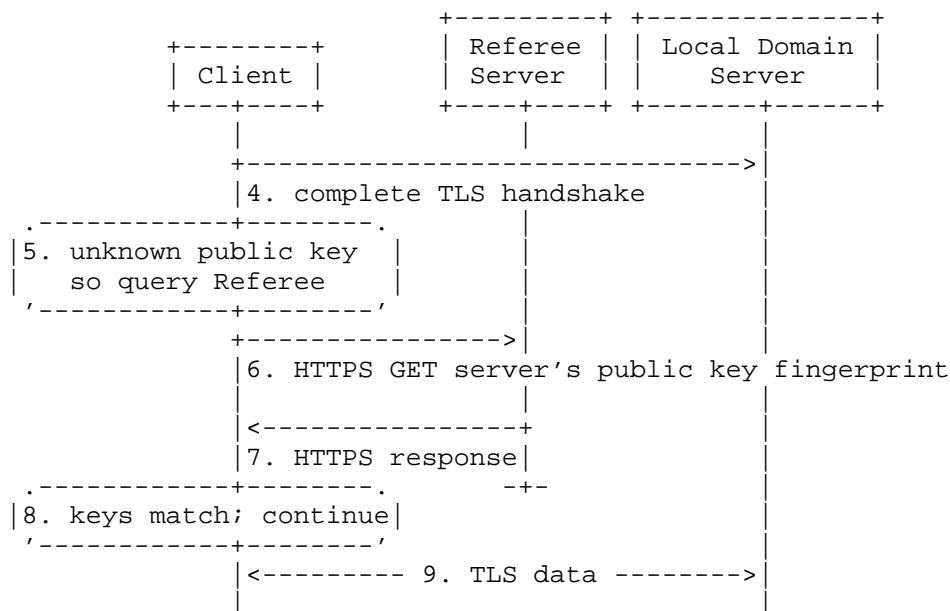 Referee Local Domain
Client Server Server
4. complete TLS handshake
5. unknown public key
so query Referee
6. HTTPS GET server's public key fingerprint
7. HTTPS response
8. keys match; continue
9. TLS data